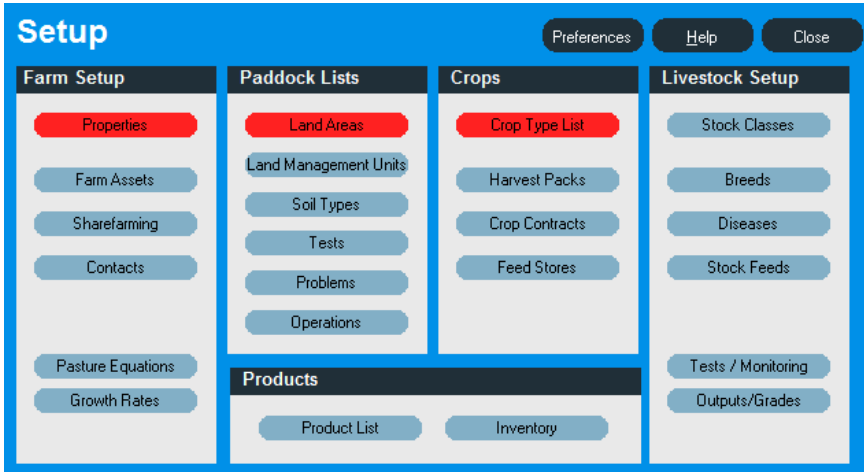 Setup
Preferences
Help
Close
Farm Setup
Properties
Farm Assets
Sharefarming
Contacts
Pasture Equations
Growth Rates
Paddock Lists
Land Areas
Land Management Units
Soil Types
Tests
Problems
Operations
Crops
Crop Type List
Harvest Packs
Crop Contracts
Feed Stores
Products
Product List
Inventory
Livestock Setup
Stock Classes
Breeds
Diseases
Stock Feeds
Tests / Monitoring
Outputs/Grades